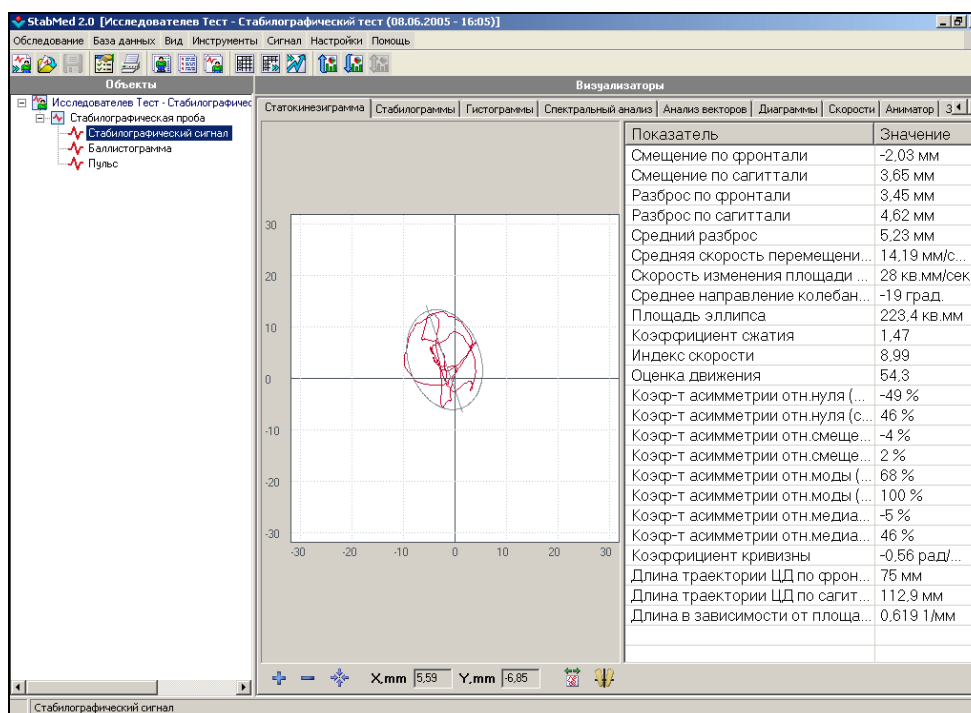 StabMed 2.0 [Исследователев Тест - Стабилографический тест (08.06.2005 - 16:05)]
Обследование База данных Вид Инструменты Сигнал Настройки Помощь
Объекты
Исследователев Тест - Стабилографичес
Стабилографическая проба
Стабилографический сигнал
Баллистограмма
Пульс
Визуализаторы
Статокинезиграмма Стабилограммы Гистограммы Спектральный анализ Анализ векторов Диаграммы Скорости Аниматор З
30
20
10
0
-10
-20
-30
-30 -20 -10 0 10 20 30
Показатель Значение
Смещение по фронтали -2,03 мм
Смещение по сагиттали 3,65 мм
Разброс по фронтали 3,45 мм
Разброс по сагиттали 4,62 мм
Средний разброс 5,23 мм
Средняя скорость перемещени... 14,19 мм/с...
Скорость изменения площади ... 28 кв.мм/сек
Среднее направление колебан... -19 град.
Площадь эллипса 223,4 кв.мм
Коэффициент сжатия 1,47
Индекс скорости 8,99
Оценка движения 54,3
Коэф-т асимметрии отн.нуля (... -49 %
Коэф-т асимметрии отн.нуля (с... 46 %
Коэф-т асимметрии отн.смеще... -4 %
Коэф-т асимметрии отн.смеще... 2 %
Коэф-т асимметрии отн.моды (... 68 %
Коэф-т асимметрии отн.моды (... 100 %
Коэф-т асимметрии отн.медиа... -5 %
Коэф-т асимметрии отн.медиа... 46 %
Коэффициент кривизны -0,56 рад/...
Длина траектории ЦД по фрон... 75 мм
Длина траектории ЦД по сагит... 112,9 мм
Длина в зависимости от площа... 0,619 1/мм
X,mm 5,59 Y,mm -6,85
Стабилографический сигнал